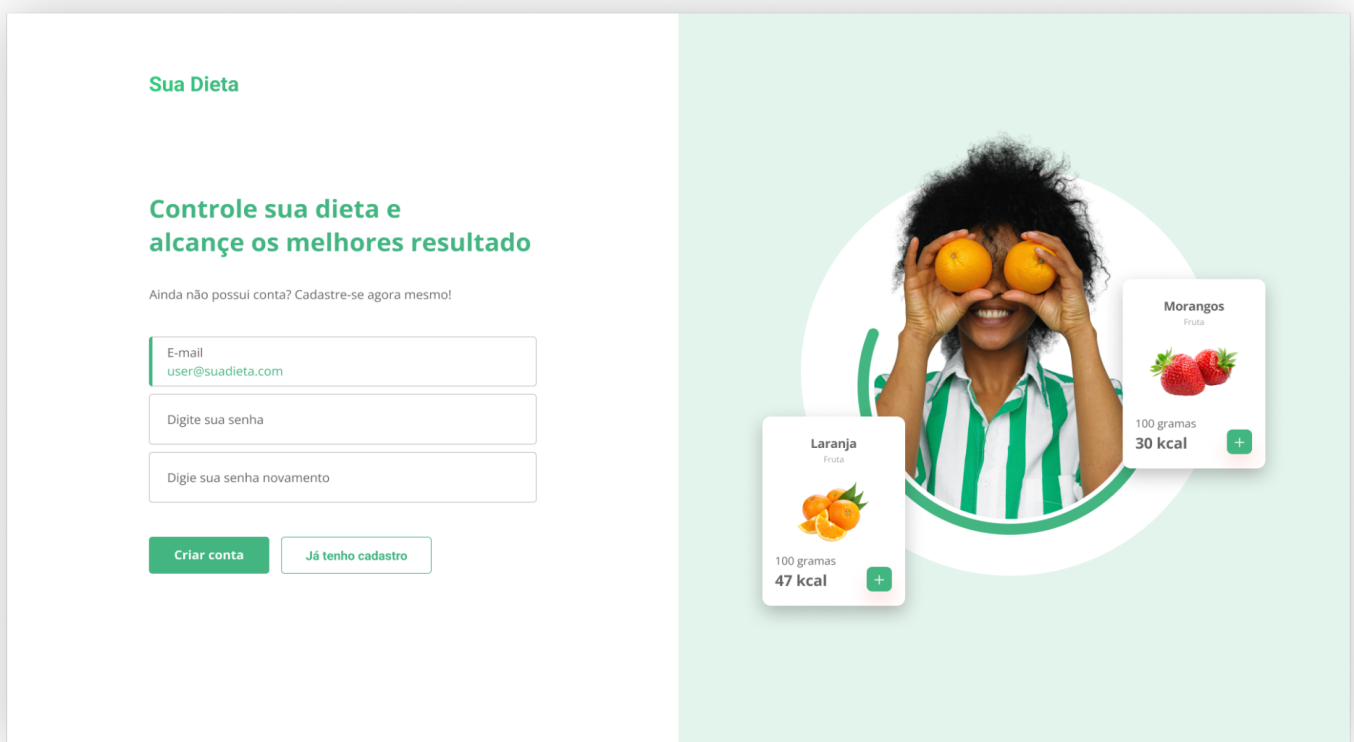 Sua Dieta
Controle sua dieta e
alcançe os melhores resultado
Ainda não possui conta? Cadastre-se agora mesmo!
E-mail
user@suadieta.com
Digite sua senha
Digie sua senha novamento
Criar conta
Já tenho cadastro
Morangos
Fruta
100 gramas
30 kcal
+
Laranja
Fruta
100 gramas
47 kcal
+